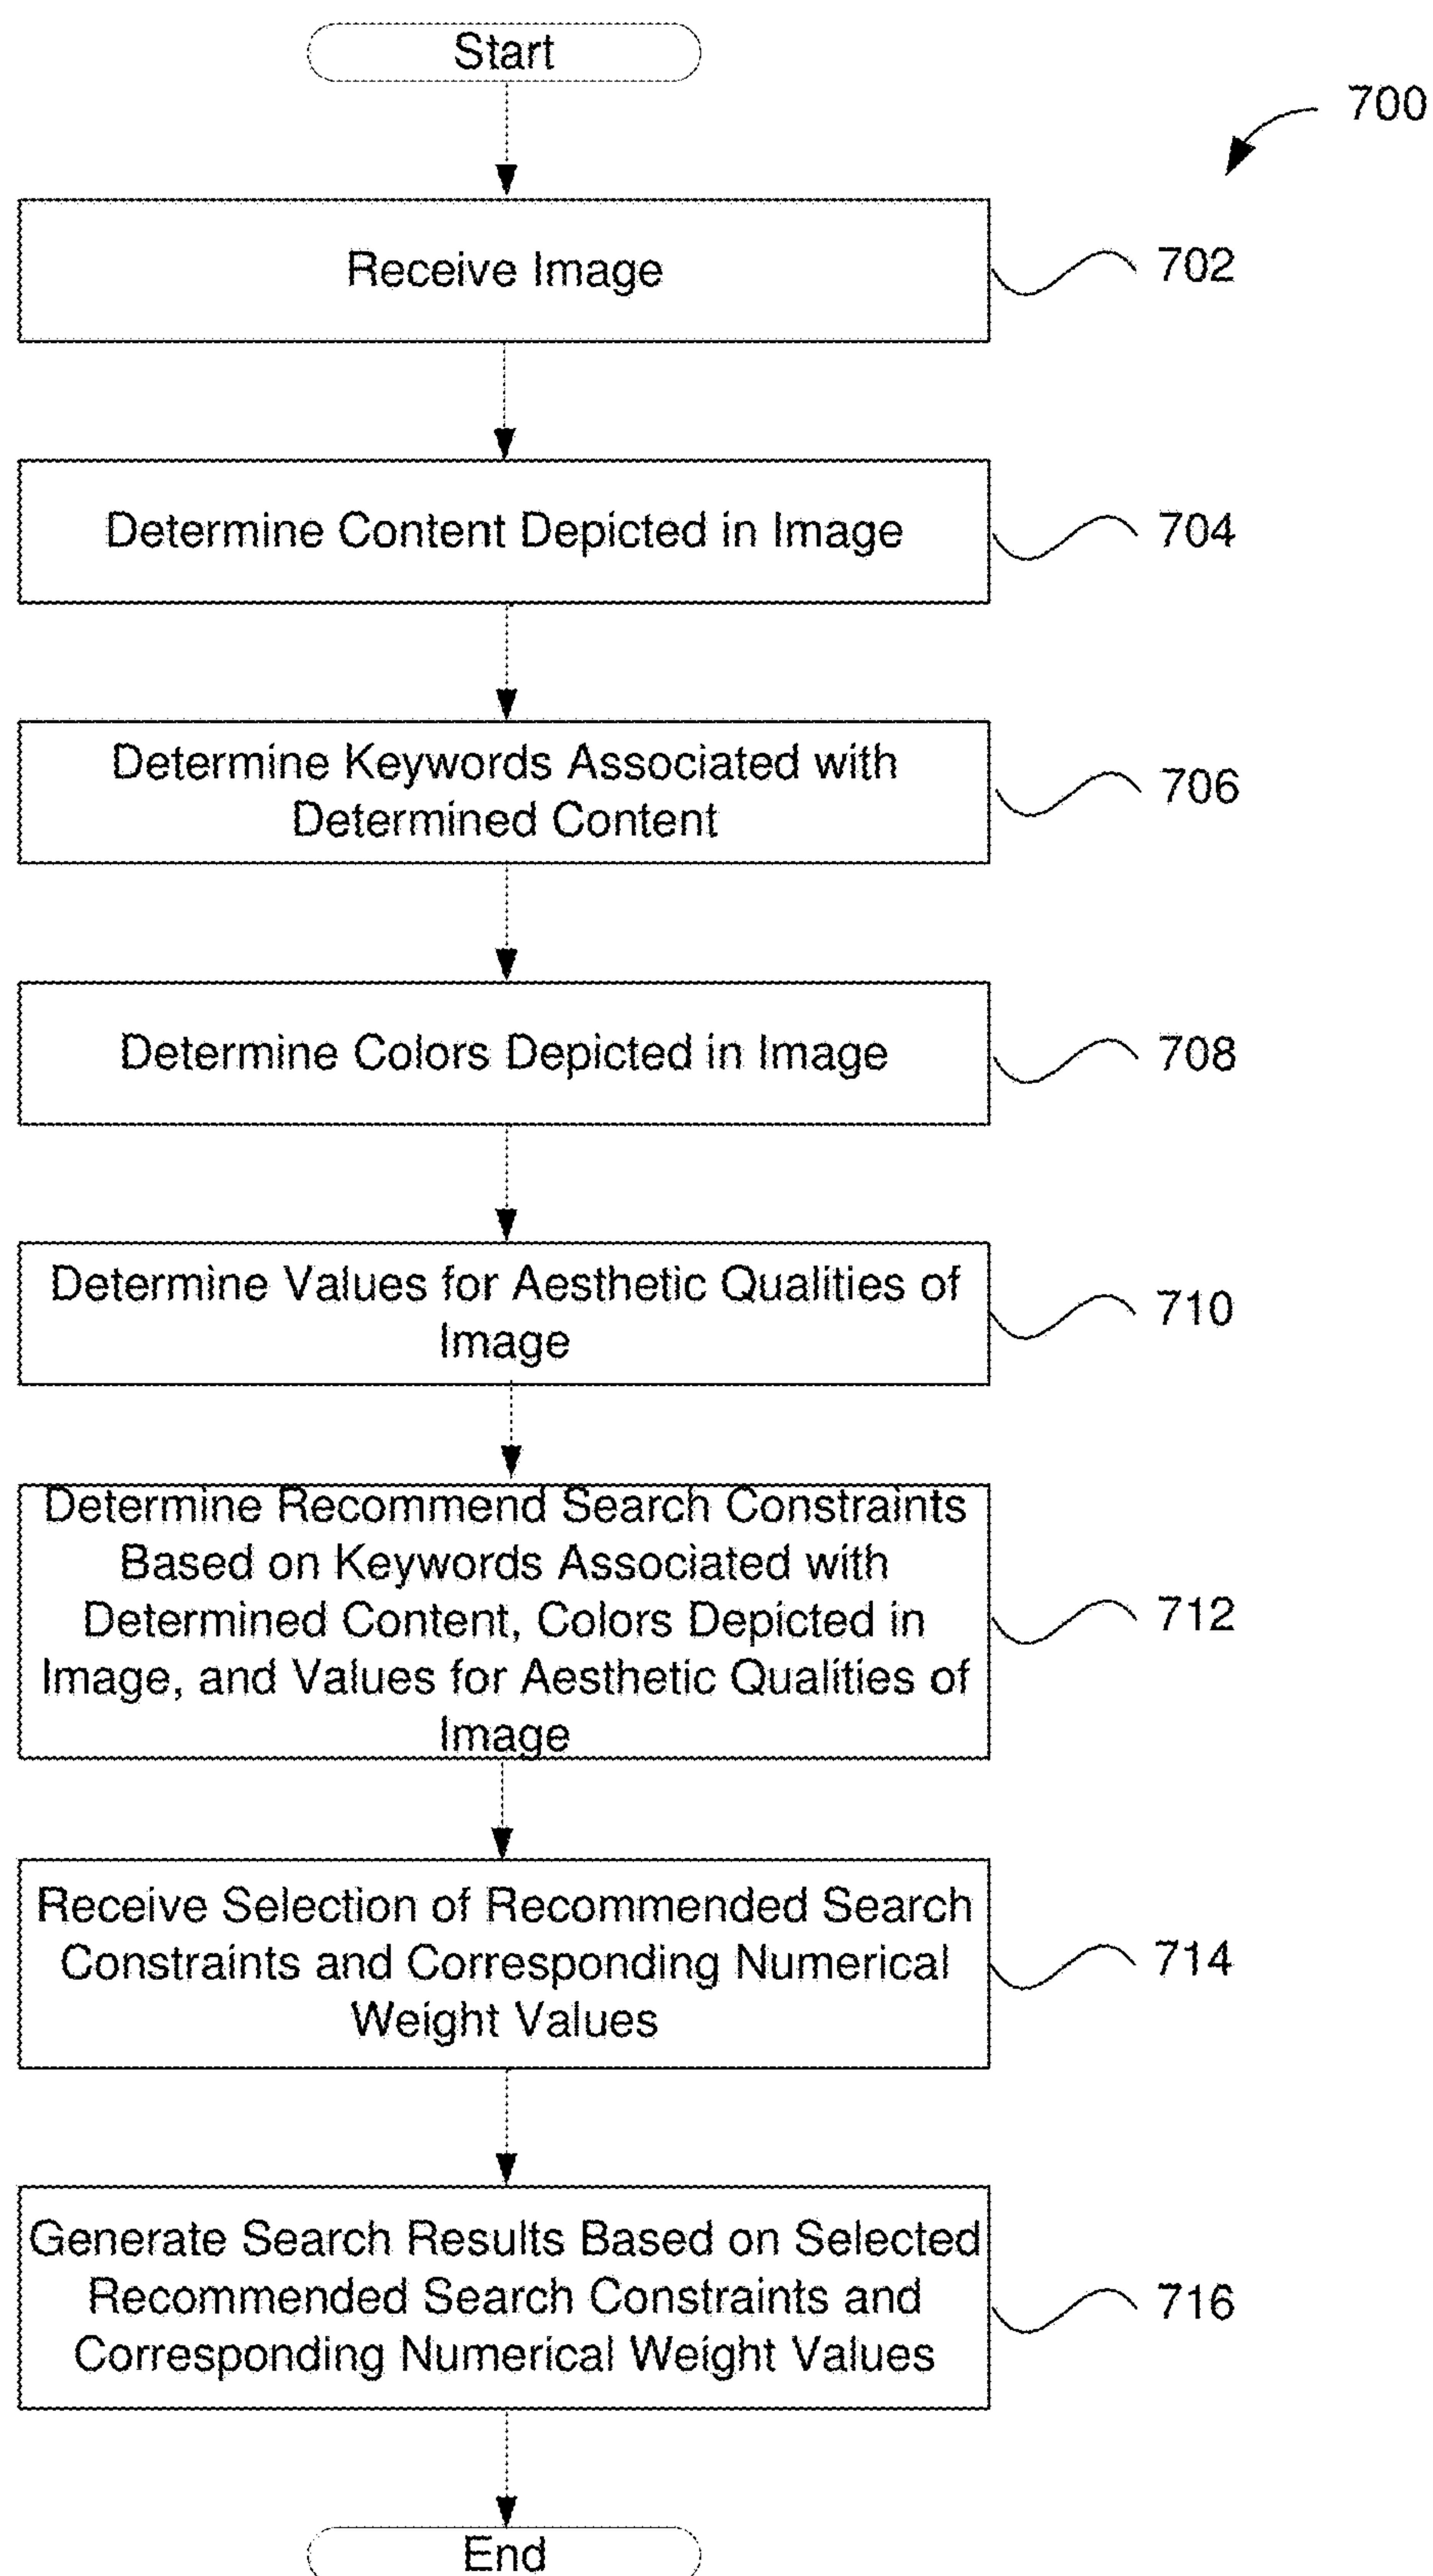 Start
700
Receive Image
702
Determine Content Depicted in Image
704
Determine Keywords Associated with
Determined Content
706
Determine Colors Depicted in Image
708
Determine Values for Aesthetic Qualities of
Image
710
Determine Recommend Search Constraints
Based on Keywords Associated with
Determined Content, Colors Depicted in
Image, and Values for Aesthetic Qualities of
Image
712
Receive Selection of Recommended Search
Constraints and Corresponding Numerical
Weight Values
714
Generate Search Results Based on Selected
Recommended Search Constraints and
Corresponding Numerical Weight Values
716
End